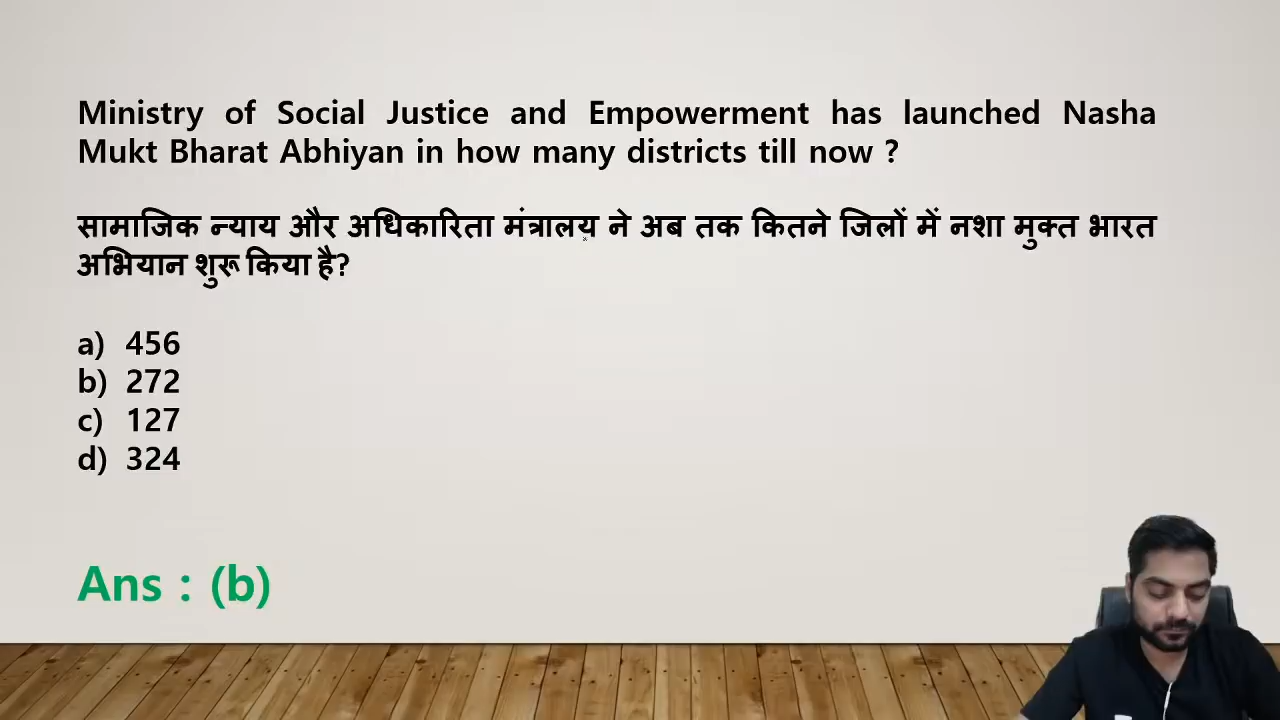 Ministry of Social Justice and Empowerment has launched Nasha
Mukt Bharat Abhiyan in how many districts till now ?
सामाजिक न्याय और अधिकारिता मंत्रालय ने अब तक कितने जिलों में नशा मुक्त भारत
अभियान शुरू किया है?
a) 456
b) 272
c) 127
d) 324
Ans : (b)